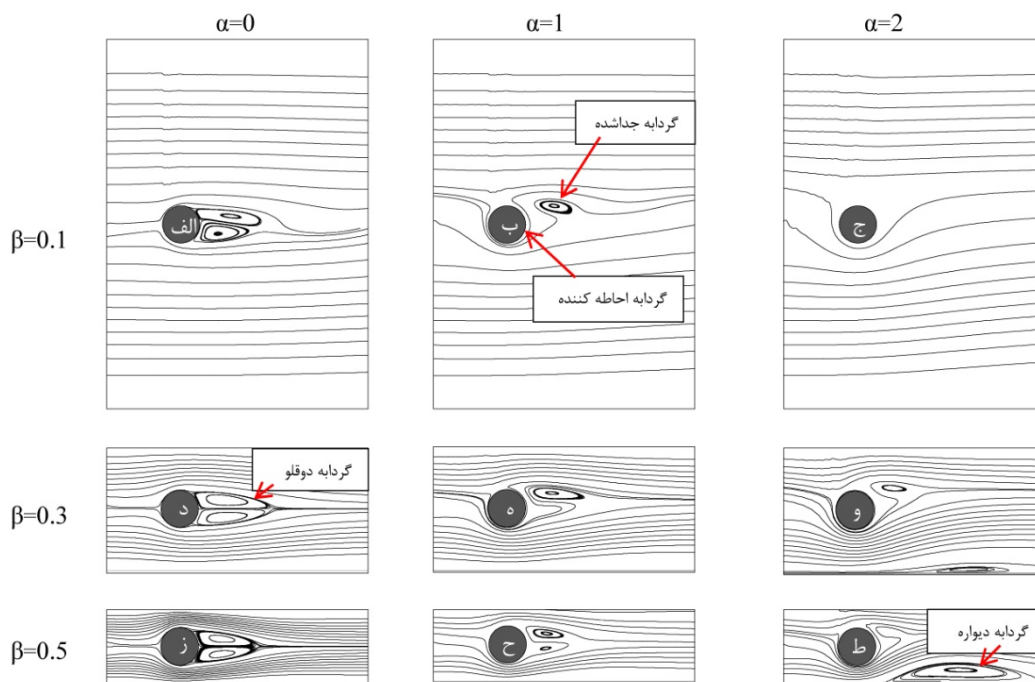 α=0
α=1
α=2
β=0.1
گردابه جداشده
الف
ب
ج
گردابه احاطه کننده
β=0.3
گردابه دوقلو
د
ه
و
β=0.5
ز
ح
ط
گردابه دیواره